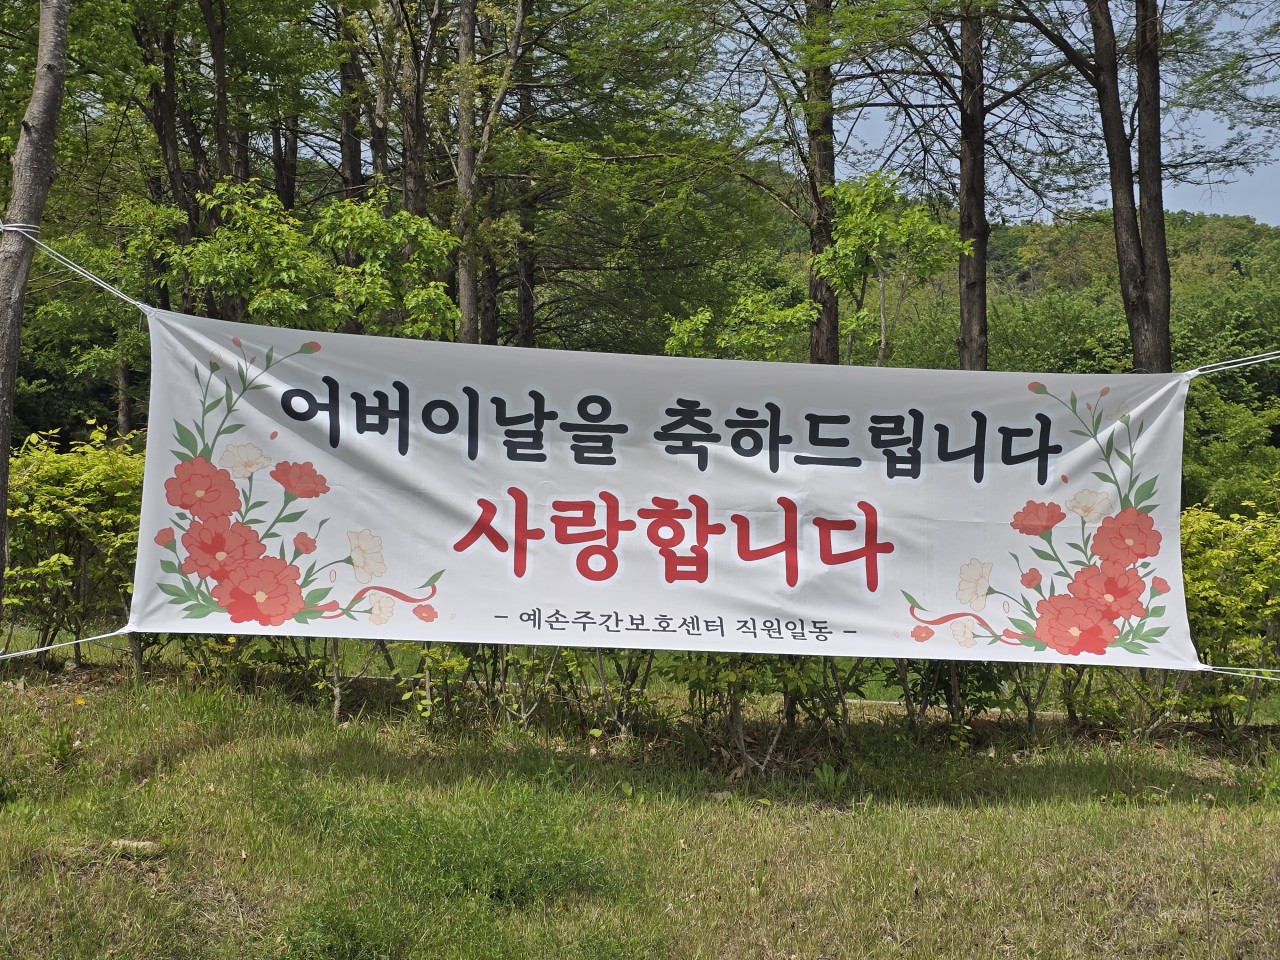 어버이날을 축하드립니다
사랑합니다
- 예손주간보호센터 직원일동 -